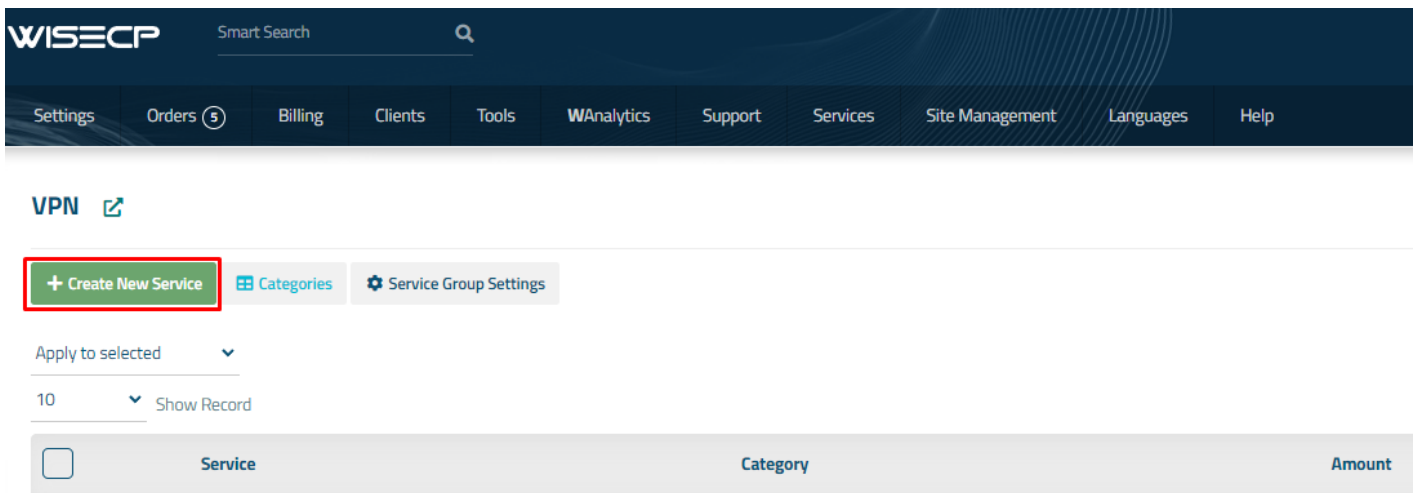 WISECP Smart Search
Settings Orders 5 Billing Clients Tools WAnalytics Support Services Site Management Languages Help
VPN
+ Create New Service Categories Service Group Settings
Apply to selected
10 Show Record
Service Category Amount